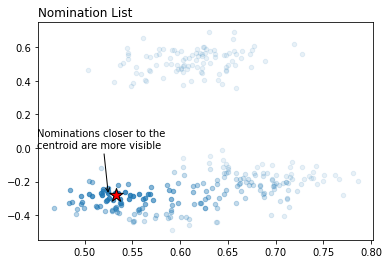 Nomination List
0.6
0.4
0.2
Nominations closer to the
centroid are more visible
0.0
−0.2
−0.4
0.50 0.55 0.60 0.65 0.70 0.75 0.80